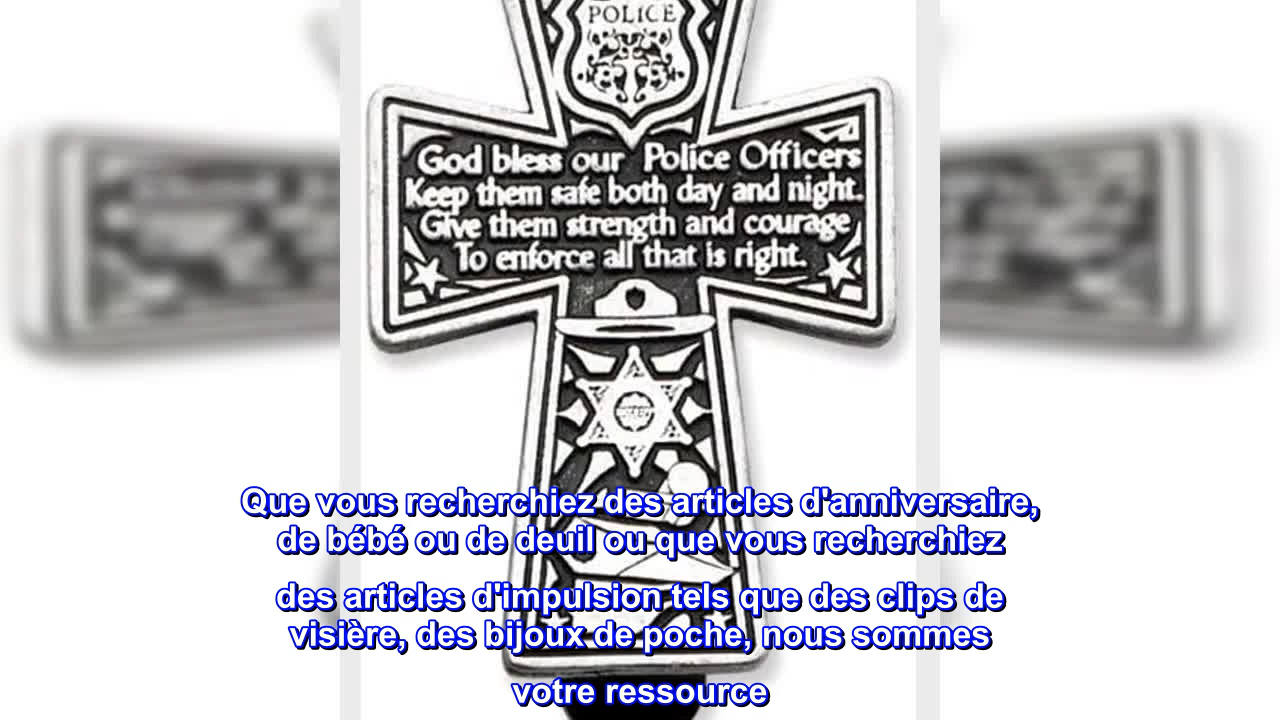 POLICE
God bless our Police Officers
Keep them safe both day and night.
Give them strength and courage
To enforce all that is right.
Que vous recherchiez des articles d'anniversaire,
de bébé ou de deuil ou que vous recherchiez
des articles d'impulsion tels que des clips de
visière, des bijoux de poche, nous sommes
votre ressource